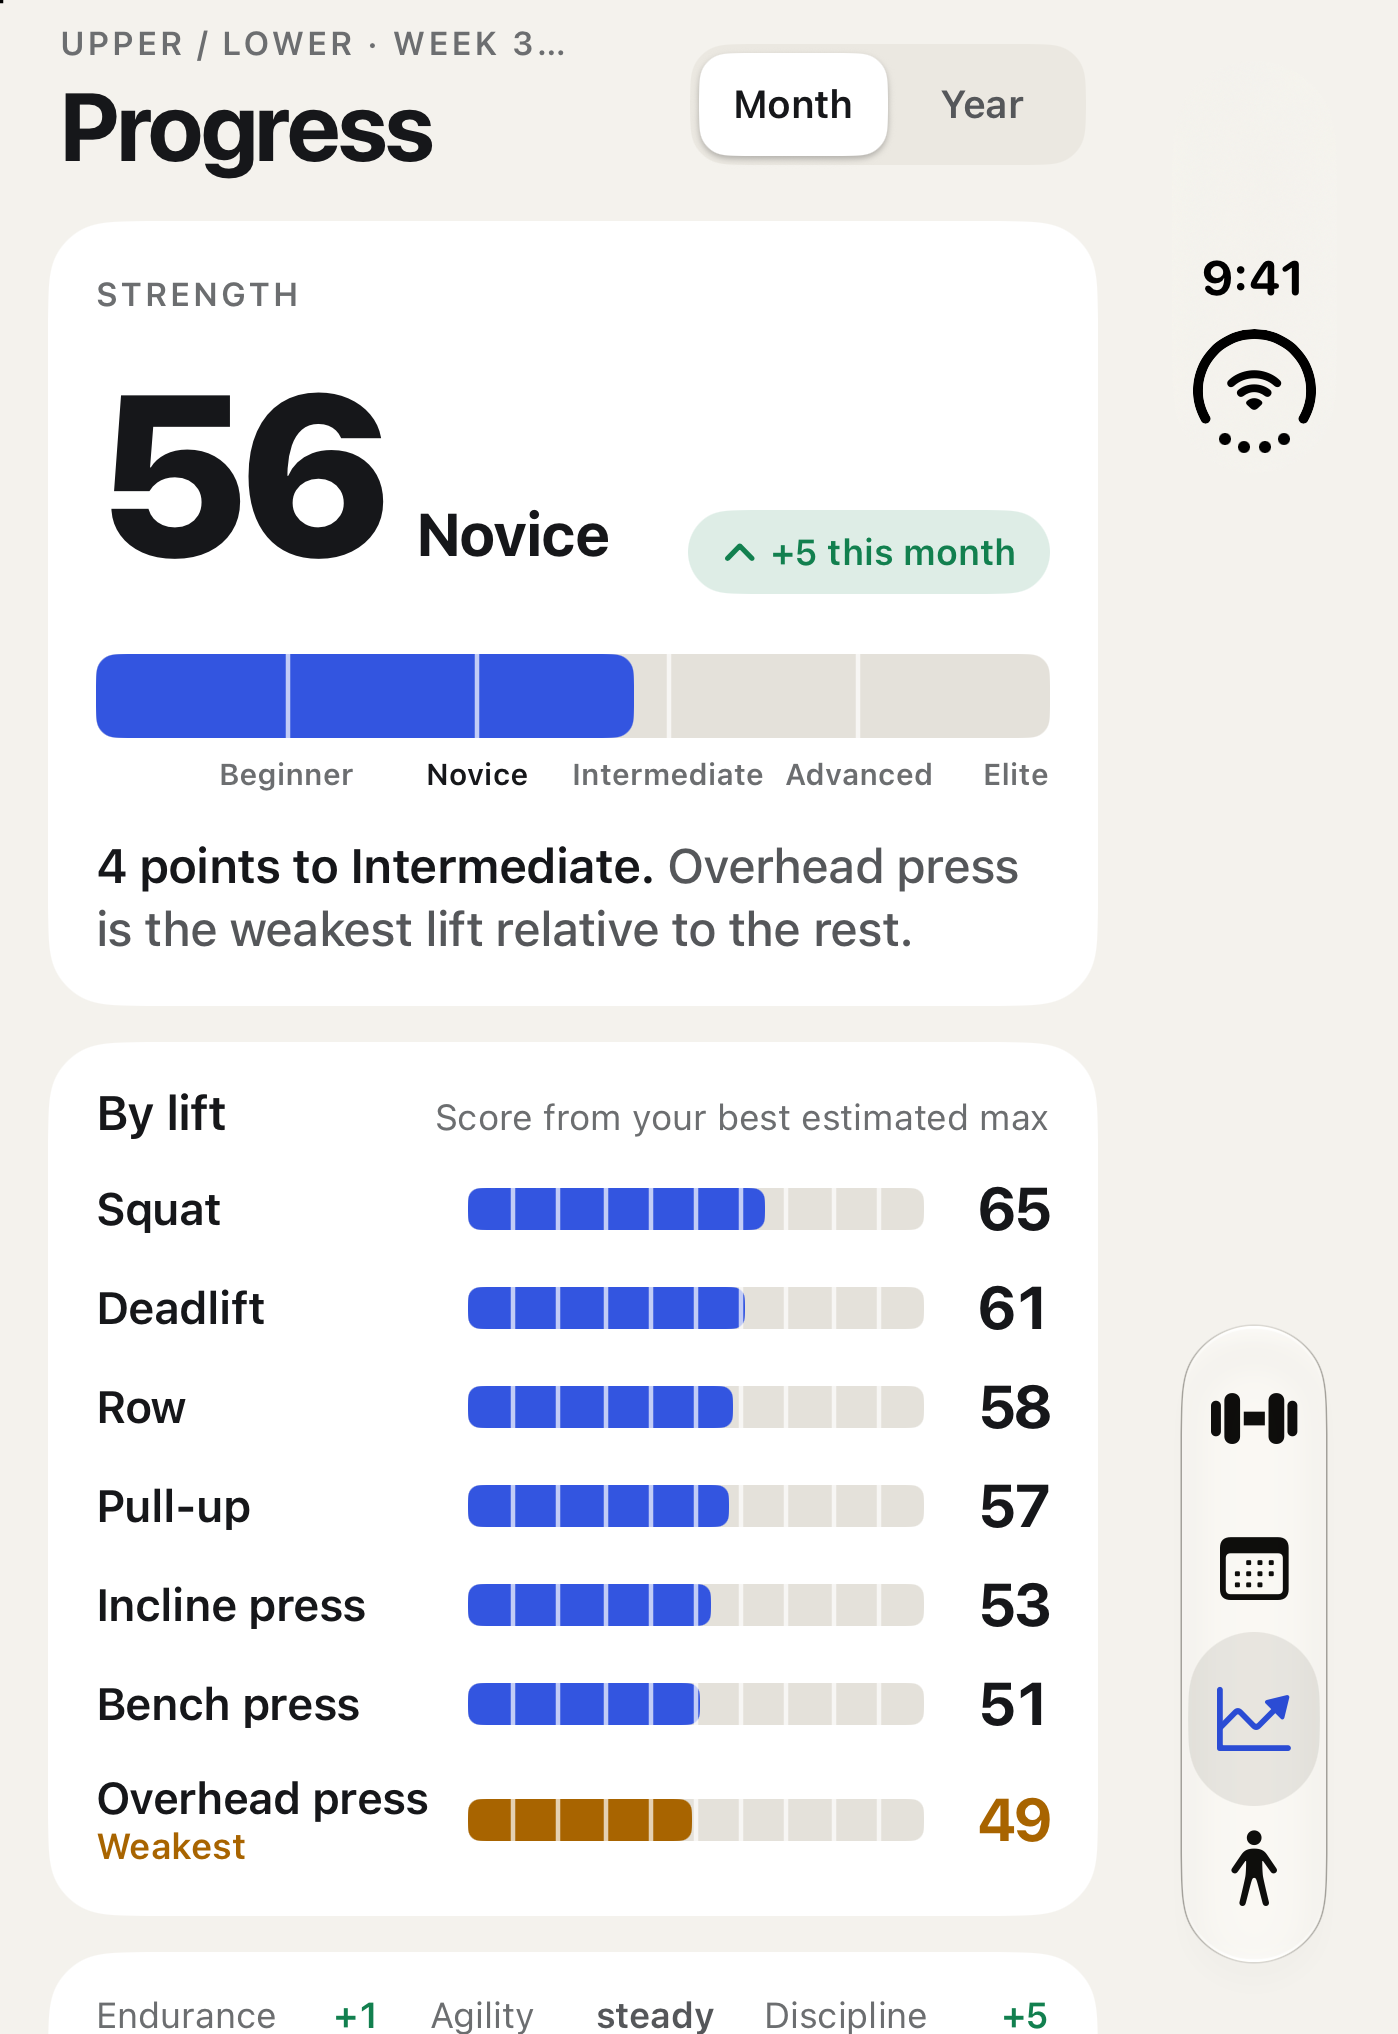 UPPER / LOWER · WEEK 3…
Progress
Month
Year
9:41
STRENGTH
56 Novice
+5 this month
Beginner Novice Intermediate Advanced Elite
4 points to Intermediate. Overhead press
is the weakest lift relative to the rest.
By lift
Score from your best estimated max
Squat 65
Deadlift 61
Row 58
Pull-up 57
Incline press 53
Bench press 51
Overhead press 49
Weakest
Endurance +1 Agility steady Discipline +5